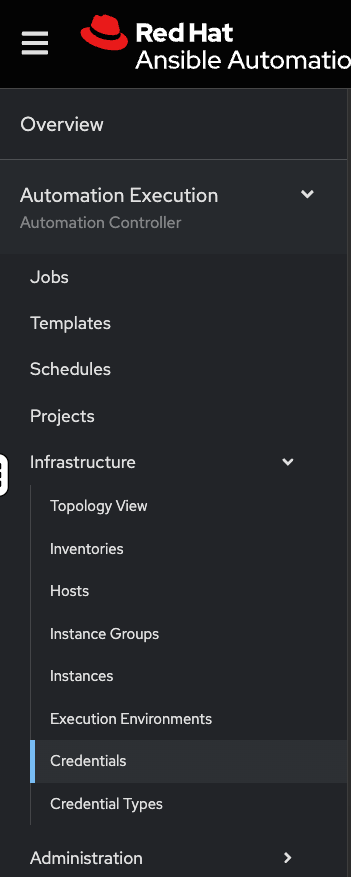 Red Hat
Ansible Automatio
Overview
Automation Execution
Automation Controller
Jobs
Templates
Schedules
Projects
Infrastructure
Topology View
Inventories
Hosts
Instance Groups
Instances
Execution Environments
Credentials
Credential Types
Administration